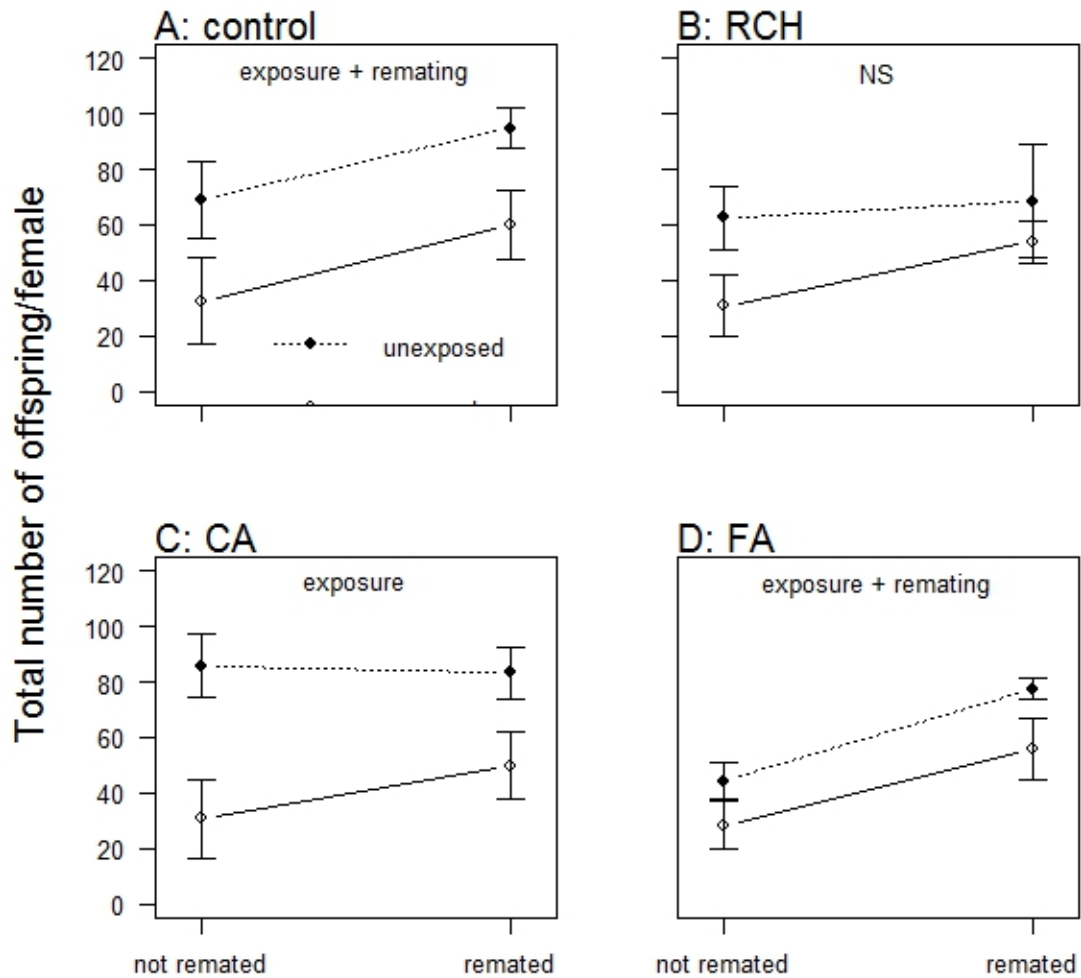 A: control
B: RCH
120
100
80
60
40
20
0
exposure + remating
unexposed
NS
Total number of offspring/female
C: CA
D: FA
120
100
80
60
40
20
0
exposure
exposure + remating
not remated
remated
not remated
remated